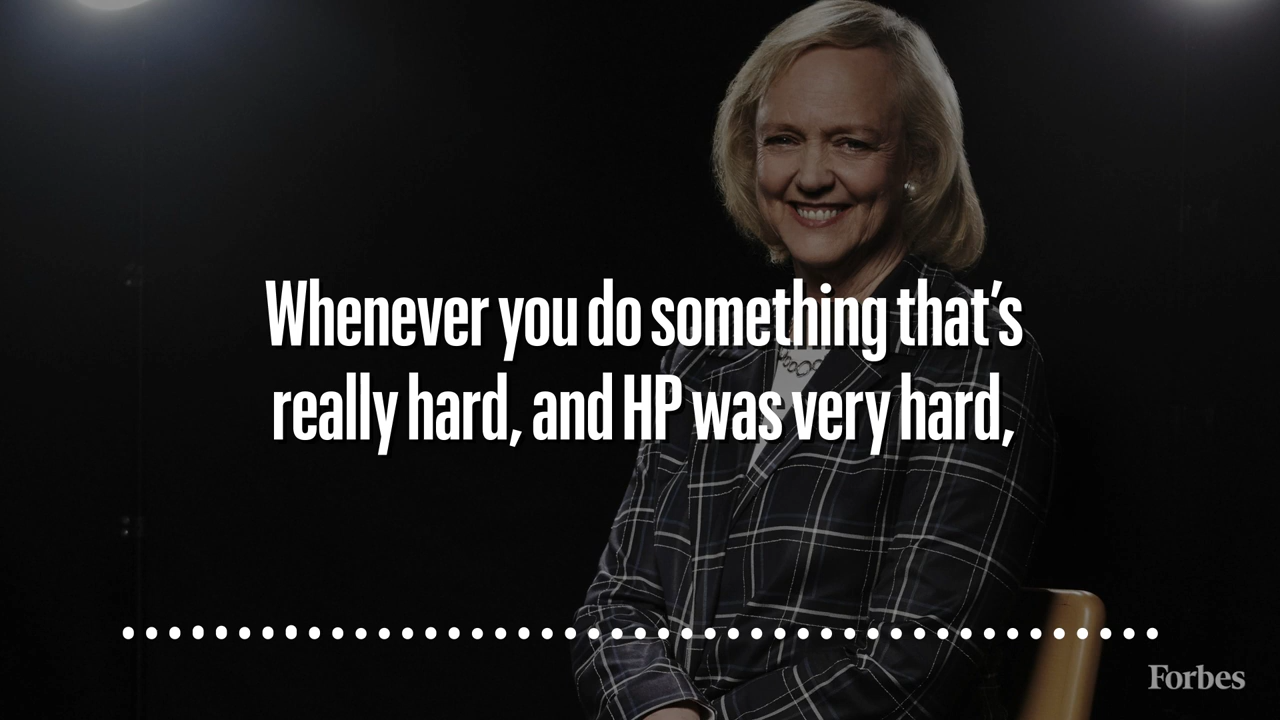 Whenever you do something that’s
really hard, and HP was very hard,
Forbes